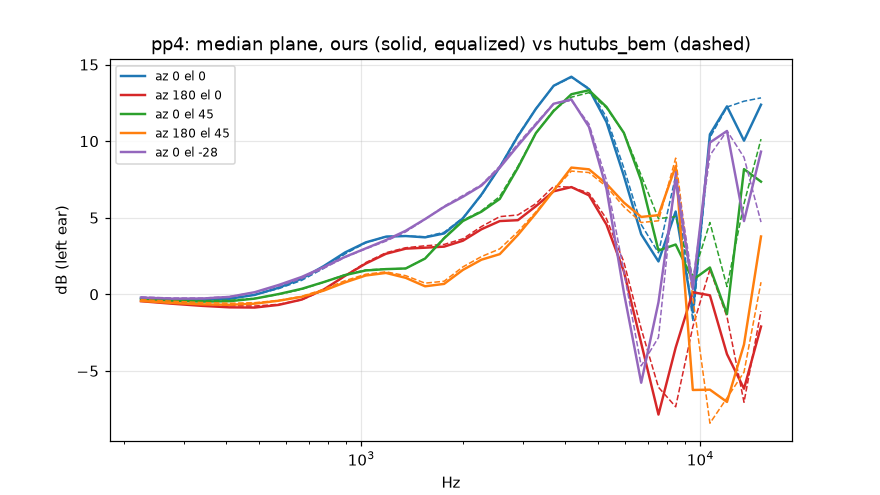 pp4: median plane, ours (solid, equalized) vs hutubs_bem (dashed)
dB (left ear)
15
10
5
0
−5
az 0 el 0
az 180 el 0
az 0 el 45
az 180 el 45
az 0 el -28
10³
10⁴
Hz